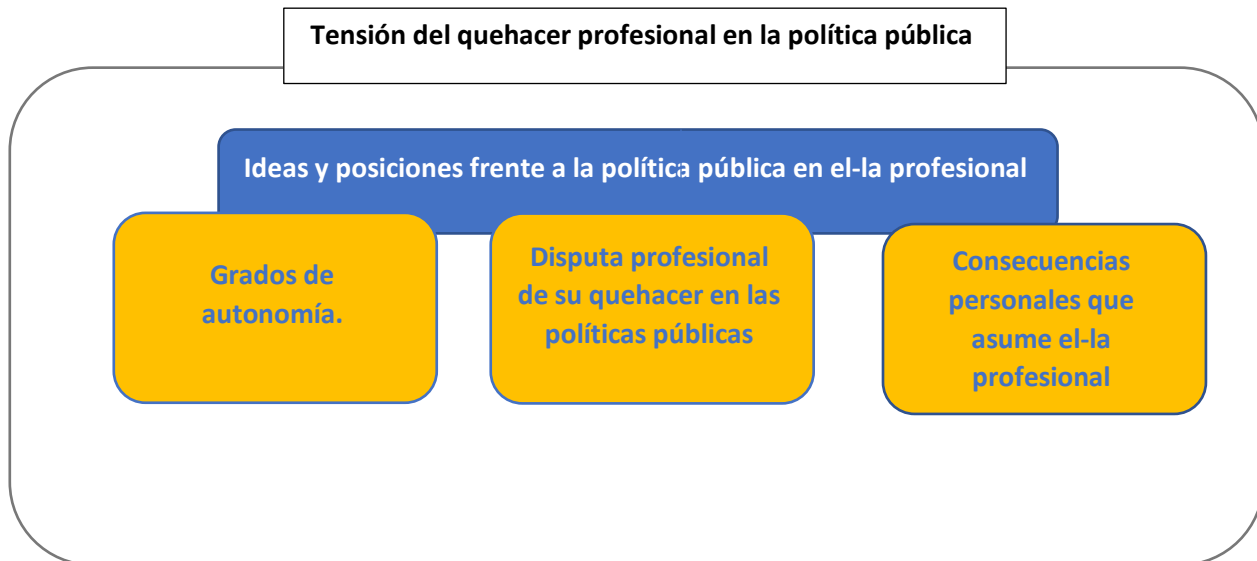 Tensión del quehacer profesional en la política pública
Ideas y posiciones frente a la política pública en el-la profesional
Grados de
autonomía.
Disputa profesional
de su quehacer en las
políticas públicas
Consecuencias
personales que
asume el-la
profesional